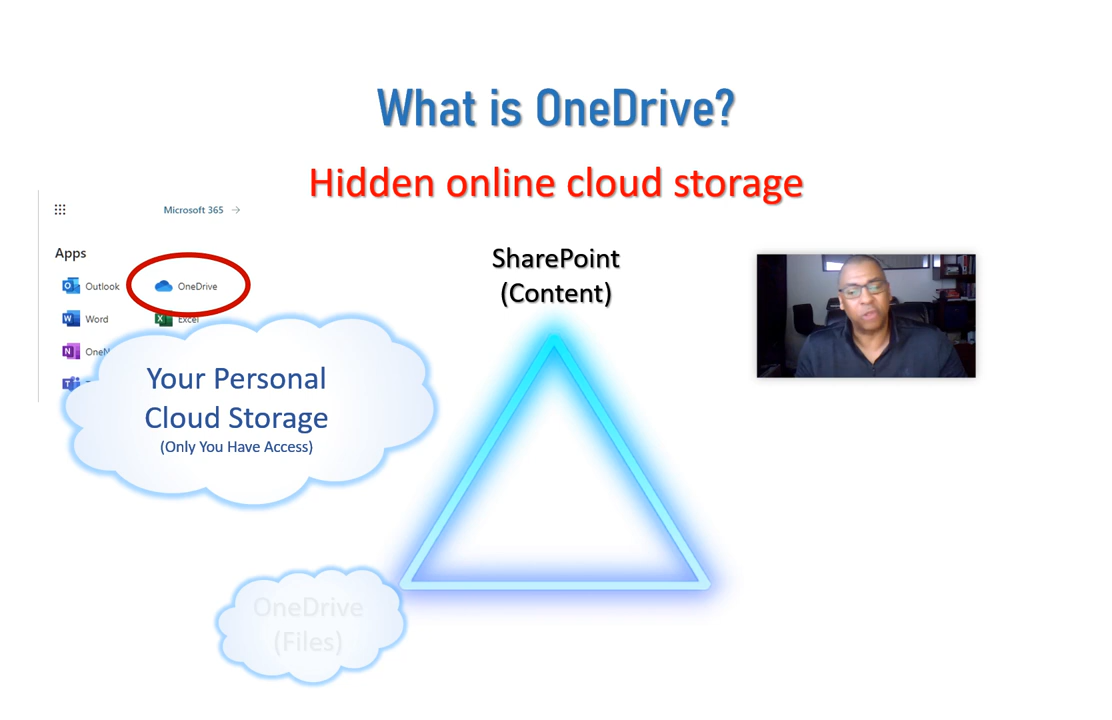 What is OneDrive?
Hidden online cloud storage
Microsoft 365 →
Apps
Outlook
OneDrive
Word
Excel
OneN
Your Personal
Cloud Storage
(Only You Have Access)
SharePoint
(Content)
OneDrive
(Files)